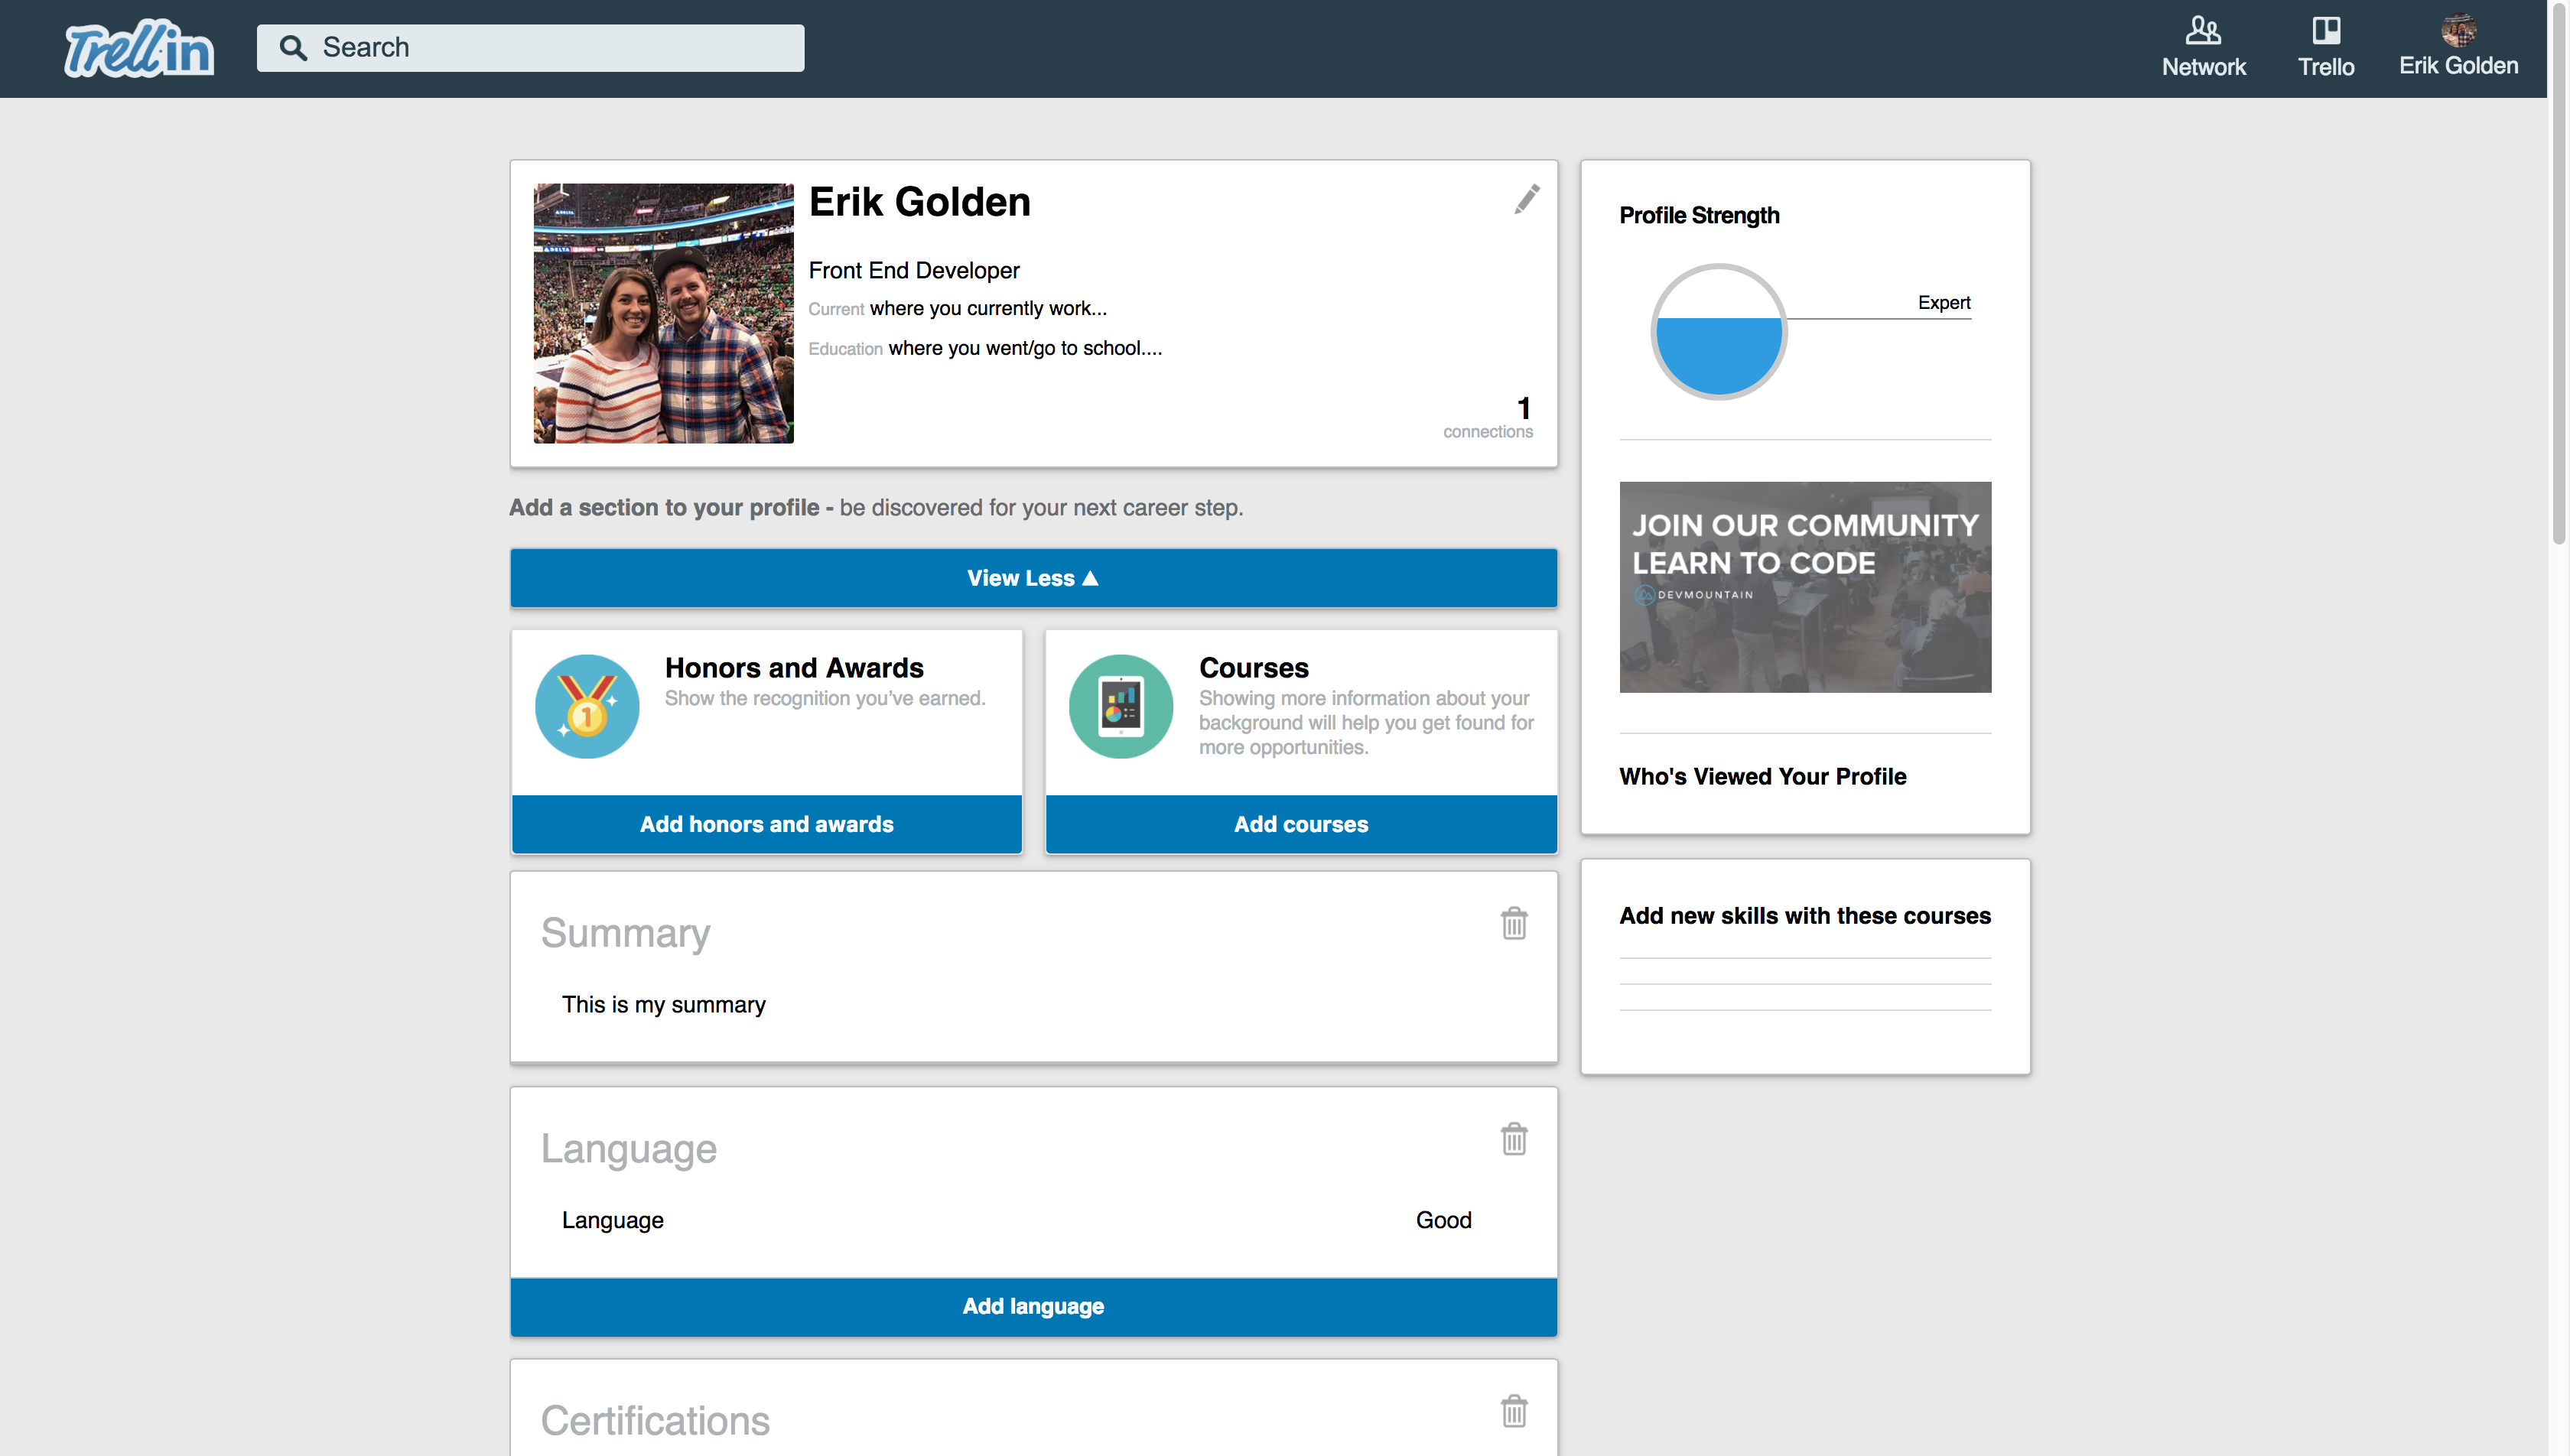 Trell.in
Search
Network
Trello
Erik Golden
Erik Golden
Front End Developer
Current where you currently work...
Education where you went/go to school....
1
connections
Profile Strength
Expert
JOIN OUR COMMUNITY
LEARN TO CODE
DEVMOUNTAIN
Who's Viewed Your Profile
Add a section to your profile - be discovered for your next career step.
View Less ▲
Honors and Awards
Show the recognition you’ve earned.
1
Add honors and awards
Courses
Showing more information about your
background will help you get found for
more opportunities.
Add courses
Summary
This is my summary
Language
Language Good
Add language
Certifications
Add new skills with these courses